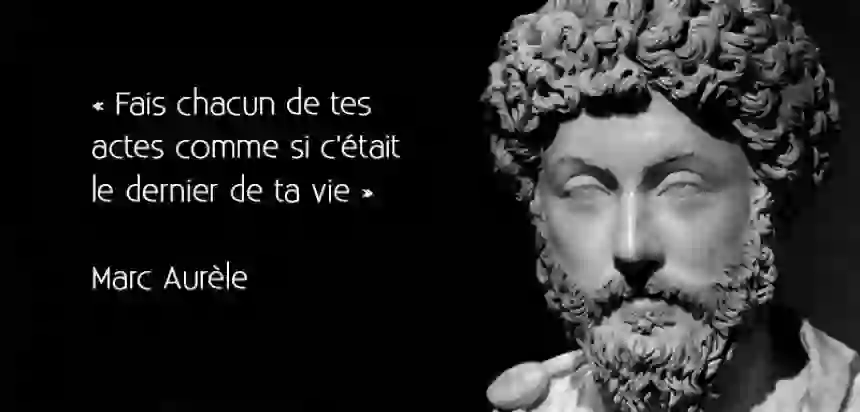 « Fais chacun de tes
actes comme si c'était
le dernier de ta vie »
Marc Aurèle